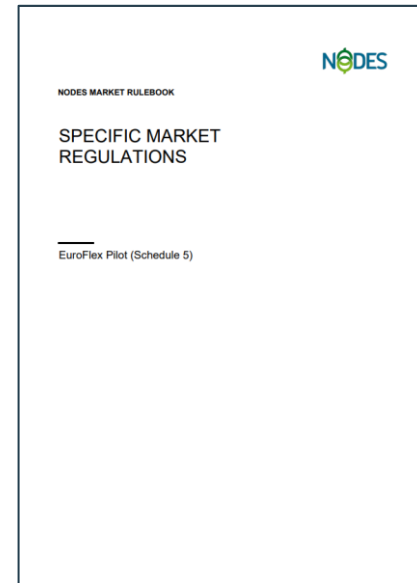 NODES
NODES MARKET RULEBOOK
SPECIFIC MARKET
REGULATIONS
EuroFlex Pilot (Schedule 5)